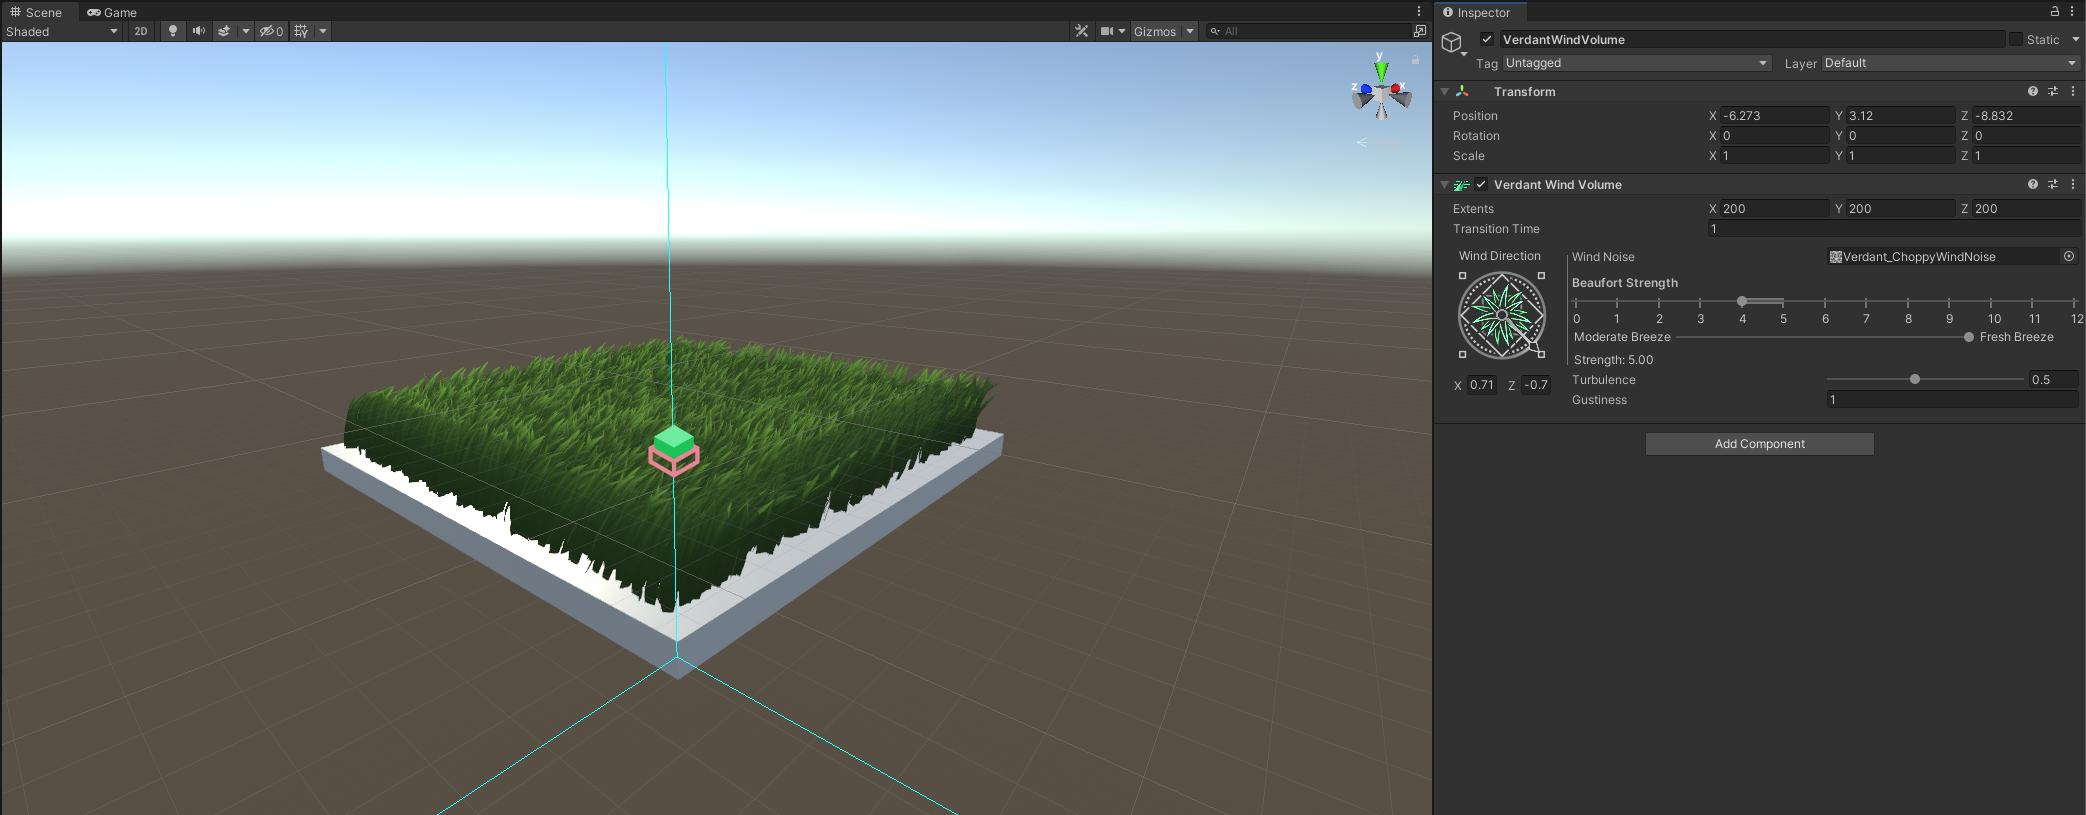 Scene
Game
Shaded
2D
0
Gizmos
All
y
z
x
Inspector
VerdantWindVolume
Static
Tag Untagged
Layer Default
Transform
Position X -6.273 Y 3.12 Z -8.832
Rotation X 0 Y 0 Z 0
Scale X 1 Y 1 Z 1
Verdant Wind Volume
Extents X 200 Y 200 Z 200
Transition Time 1
Wind Direction
X 0.71 Z -0.7
Wind Noise Verdant_ChoppyWindNoise
Beaufort Strength
0 1 2 3 4 5 6 7 8 9 10 11 12
Moderate Breeze Fresh Breeze
Strength: 5.00
Turbulence 0.5
Gustiness 1
Add Component